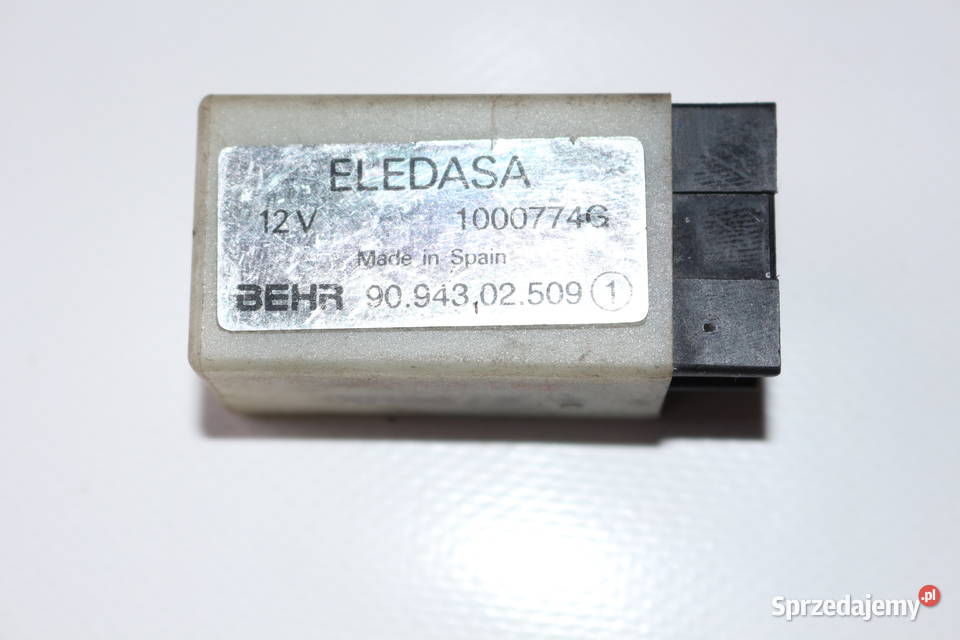 ELEDASA
12V 1000774G
Made in Spain
BEHR 90.943.02.509 1
Sprzedajemy.pl